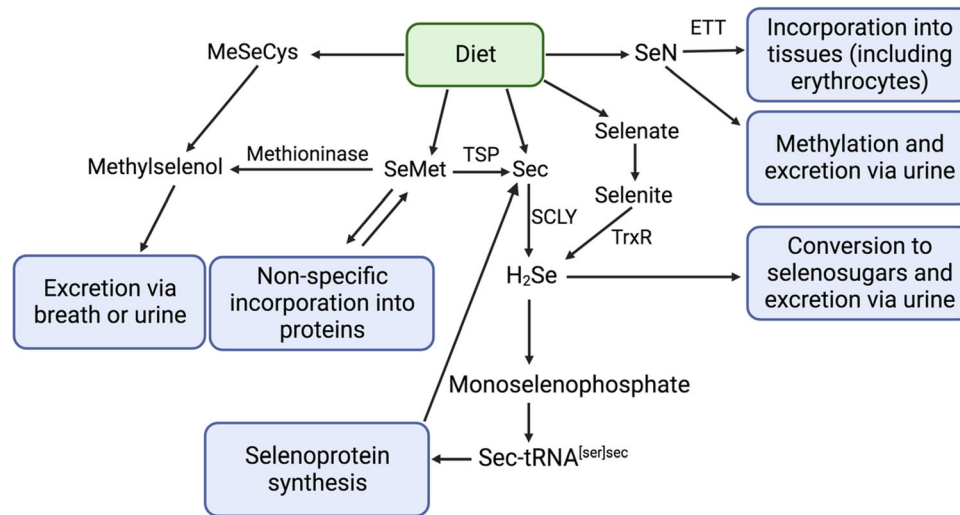 MeSeCys
Diet
SeN
ETT
Incorporation into
tissues (including
erythrocytes)
Selenate
Methylation and
excretion via urine
Methylselenol
Methioninase
SeMet
TSP
Sec
Selenite
SCLY
TrxR
Excretion via
breath or urine
Non-specific
incorporation into
proteins
H₂Se
Conversion to
selenosugars and
excretion via urine
Monoselenophosphate
Selenoprotein
synthesis
Sec-tRNA[ser]sec